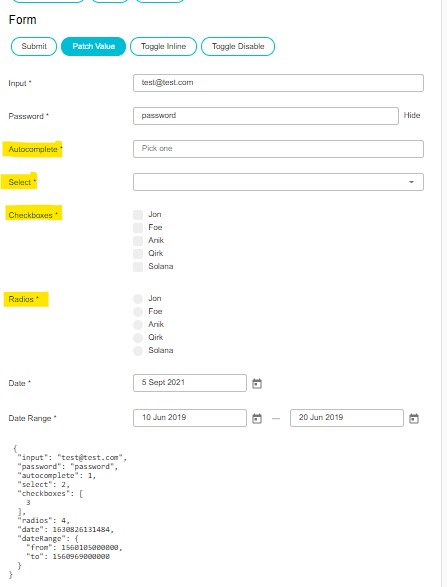 Form
Submit Patch Value Toggle Inline Toggle Disable
Input * test@test.com
Password * password Hide
Autocomplete * Pick one
Select *
Checkboxes * Jon
Foe
Anik
Qirk
Solana
Radios * Jon
Foe
Anik
Qirk
Solana
Date * 5 Sept 2021
Date Range * 10 Jun 2019 — 20 Jun 2019
{
"input": "test@test.com",
"password": "password",
"autocomplete": 1,
"select": 2,
"checkboxes": [
3
],
"radios": 4,
"date": 1630826131484,
"dateRange": {
"from": 1560105000000,
"to": 1560969000000
}
}